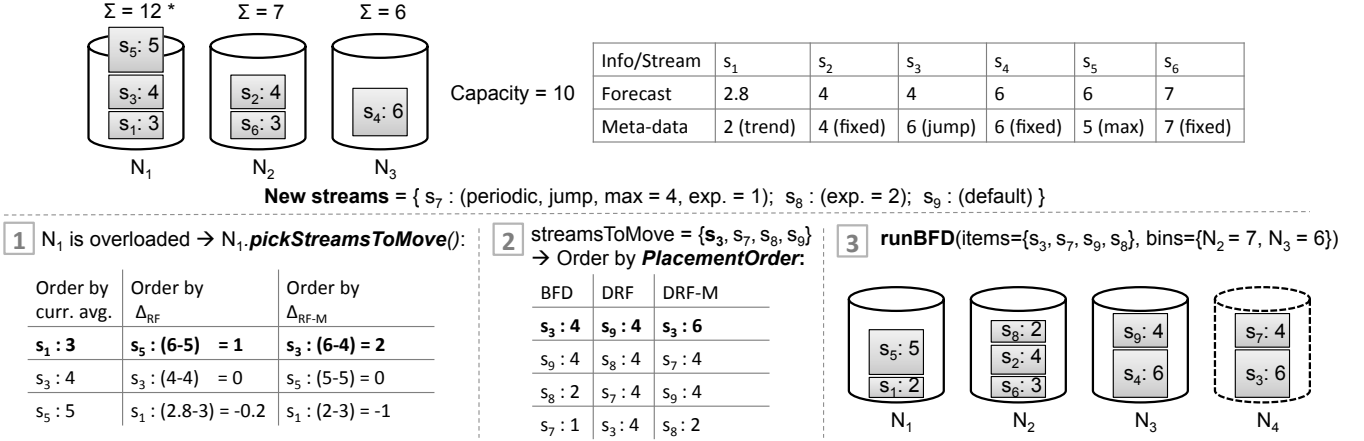 Σ = 12 * Σ = 7 Σ = 6
s5: 5
s3: 4
s1: 3
N1
s2: 4
s6: 3
N2
s4: 6
N3
Capacity = 10
Info/Stream s1 s2 s3 s4 s5 s6
Forecast 2.8 4 4 6 6 7
Meta-data 2 (trend) 4 (fixed) 6 (jump) 6 (fixed) 5 (max) 7 (fixed)
New streams = { s7 : (periodic, jump, max = 4, exp. = 1); s8 : (exp. = 2); s9 : (default) }
1 N1 is overloaded → N1.pickStreamsToMove():
Order by curr. avg. Order by ΔRF Order by ΔRF-M
s1 : 3 s5 : (6-5) = 1 s3 : (6-4) = 2
s3 : 4 s3 : (4-4) = 0 s5 : (5-5) = 0
s5 : 5 s1 : (2.8-3) = -0.2 s1 : (2-3) = -1
2 streamsToMove = {s3, s7, s8, s9}
→ Order by PlacementOrder:
BFD DRF DRF-M
s3 : 4 s9 : 4 s3 : 6
s9 : 4 s8 : 4 s7 : 4
s8 : 2 s7 : 4 s9 : 4
s7 : 1 s3 : 4 s8 : 2
3 runBFD(items={s3, s7, s9, s8}, bins={N2 = 7, N3 = 6})
s5: 5
s1: 2
N1
s8: 2
s2: 4
s6: 3
N2
s9: 4
s4: 6
N3
s7: 4
s3: 6
N4